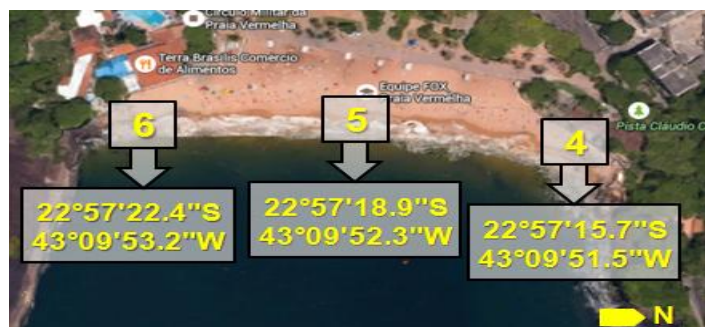 Círculo Militar da
Praia Vermelha
Terra Brasilis Comercio
de Alimentos
Equipe FOX
Praia Vermelha
Pista Cláudio C
6
5
4
22°57'22.4"S
43°09'53.2"W
22°57'18.9"S
43°09'52.3"W
22°57'15.7"S
43°09'51.5"W
N